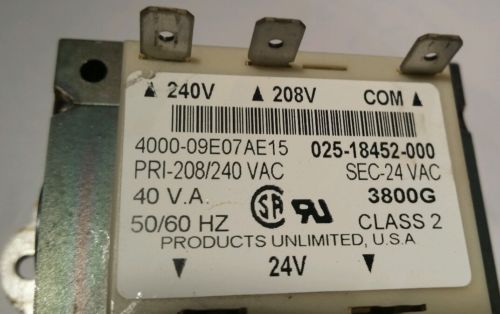 ▲ 240V ▲ 208V COM ▲
4000-09E07AE15 025-18452-000
PRI-208/240 VAC SEC-24 VAC
40 V.A. 3800G
50/60 HZ CLASS 2
PRODUCTS UNLIMITED, U.S.A
▼ 24V ▼